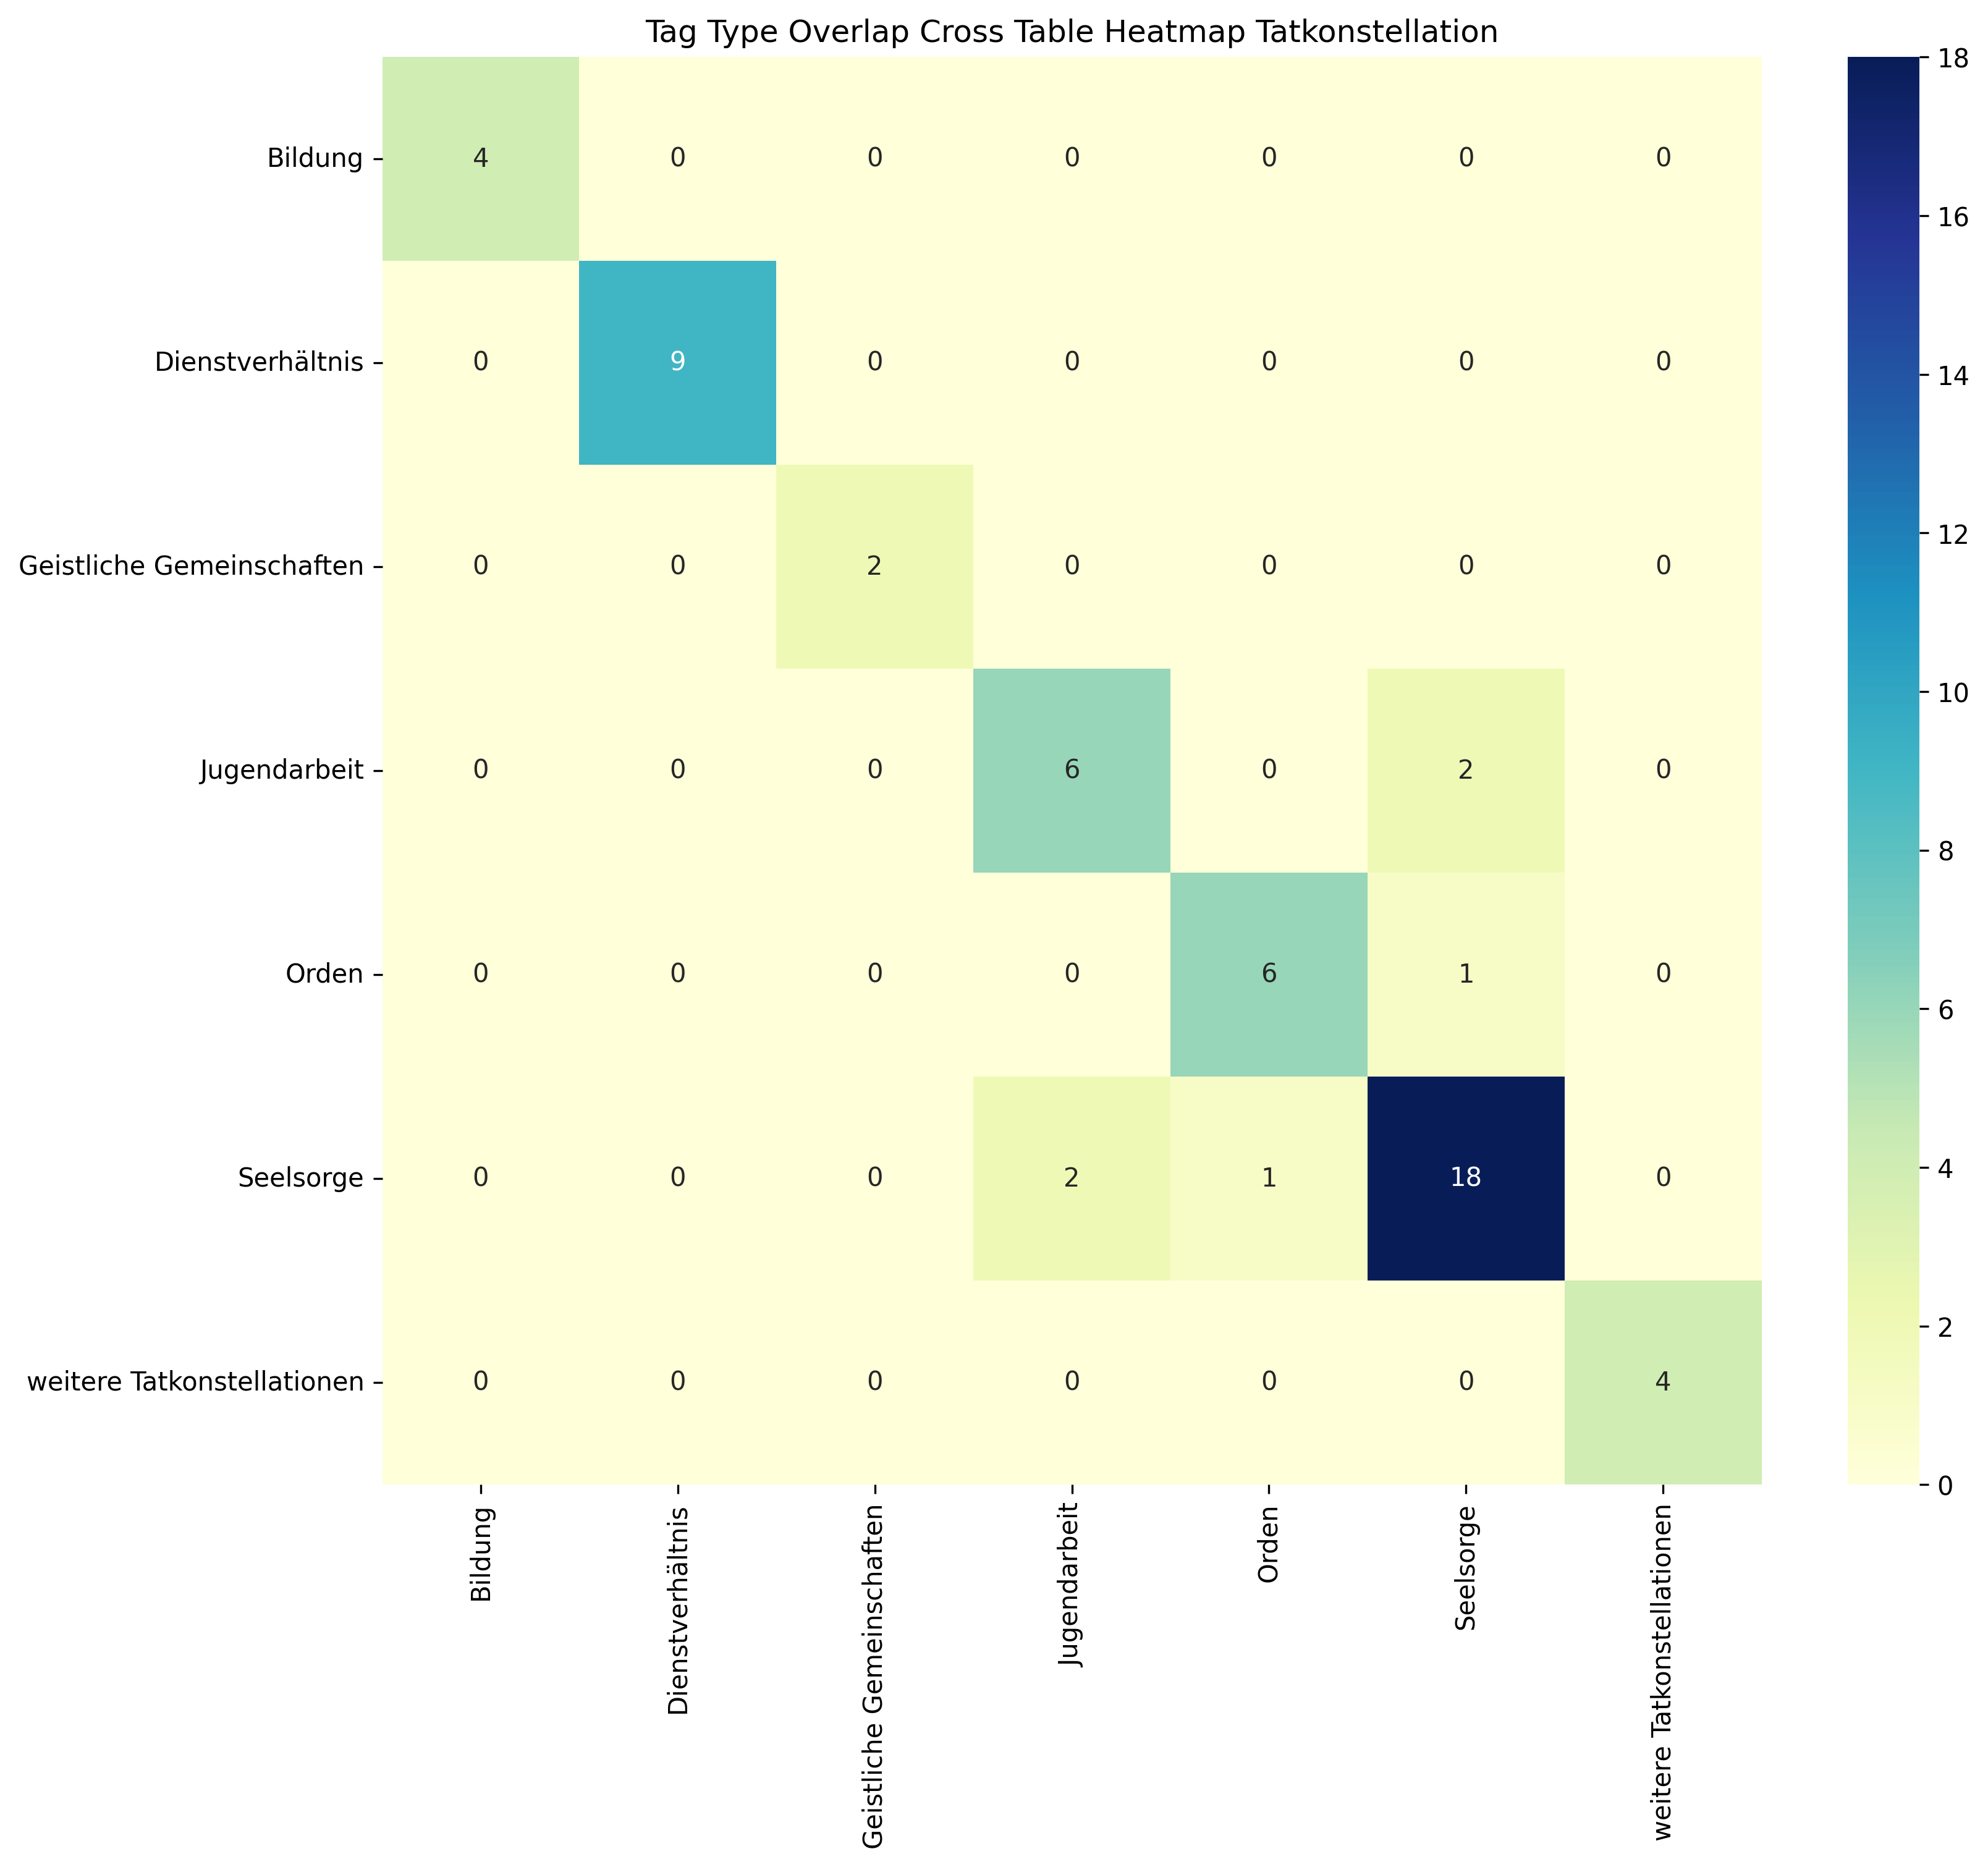 Tag Type Overlap Cross Table Heatmap Tatkonstellation
Bildung 4 0 0 0 0 0 0
Dienstverhältnis 0 9 0 0 0 0 0
Geistliche Gemeinschaften 0 0 2 0 0 0 0
Jugendarbeit 0 0 0 6 0 2 0
Orden 0 0 0 0 6 1 0
Seelsorge 0 0 0 2 1 18 0
weitere Tatkonstellationen 0 0 0 0 0 0 4
Bildung
Dienstverhältnis
Geistliche Gemeinschaften
Jugendarbeit
Orden
Seelsorge
weitere Tatkonstellationen
18
16
14
12
10
8
6
4
2
0